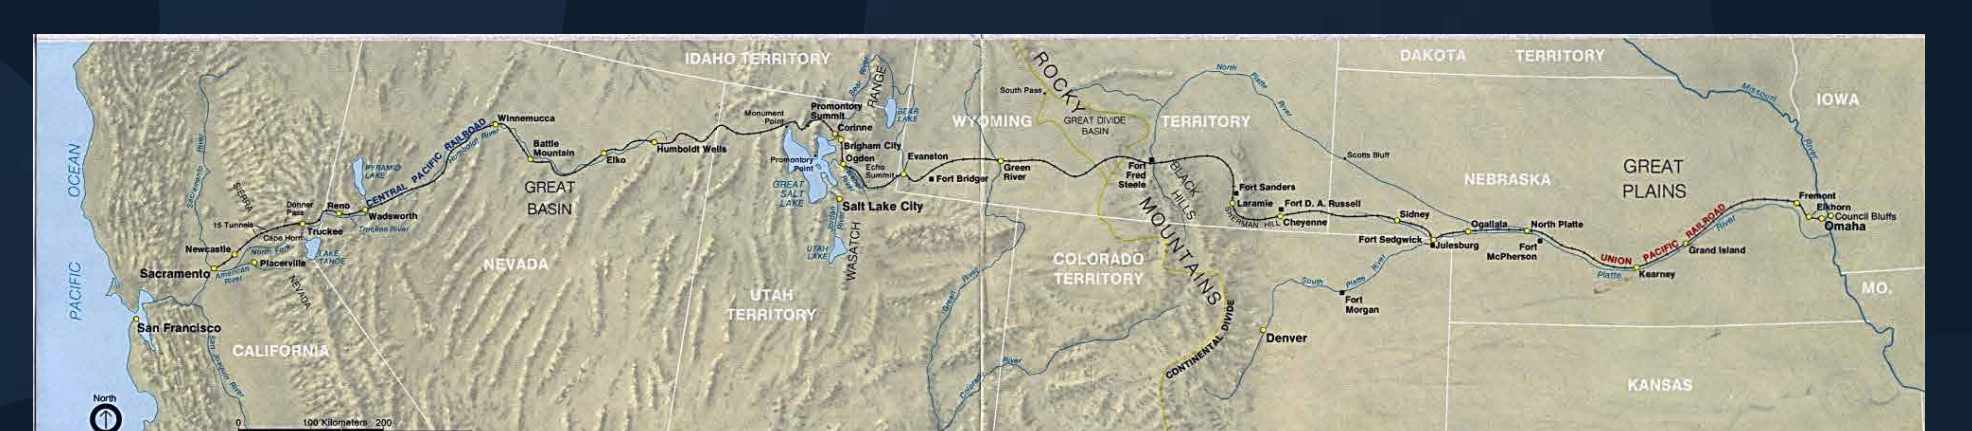 IDAHO TERRITORY
DAKOTA TERRITORY
IOWA
ROCKY
MOUNTAINS
South Pass
GREAT DIVIDE
BASIN
WYOMING
TERRITORY
North
Platte
River
Missouri
River
Bear River
RANGE
BEAR
LAKE
PACIFIC
OCEAN
Sacramento River
Winnemucca
CENTRAL PACIFIC RAILROAD
Humboldt River
Battle
Mountain
Elko
Humboldt Wells
Monument
Point
Promontory
Summit
Corinne
Brigham City
Ogden
Echo
Summit
Promontory
Point
GREAT
SALT
LAKE
Weber
River
Salt Lake City
Jordan
River
UTAH
LAKE
WASATCH
Evanston
Fort Bridger
Green
River
Fort
Fred
Steele
BLACK
HILLS
Fort Sanders
Laramie
Fort D. A. Russell
SHERMAN HILL
Cheyenne
Scotts Bluff
NEBRASKA
GREAT
PLAINS
Sidney
Fort Sedgwick
Julesburg
Ogallala
North Platte
Fort
McPherson
UNION PACIFIC RAILROAD
Platte
River
Kearney
Grand Island
Fremont
Elkhorn
Council Bluffs
Omaha
MO.
KANSAS
PYRAMID
LAKE
GREAT
BASIN
SIERRA
NEVADA
Donner
Pass
Reno
Wadsworth
Truckee River
15 Tunnels
Truckee
Cape Horn
North Fork
American
River
LAKE
TAHOE
Newcastle
Placerville
Sacramento
San Francisco
San Joaquin River
CALIFORNIA
NEVADA
UTAH
TERRITORY
Green
River
Colorado
River
COLORADO
TERRITORY
CONTINENTAL DIVIDE
South
Platte
River
Fort
Morgan
Denver
North
0 100 Kilometers 200